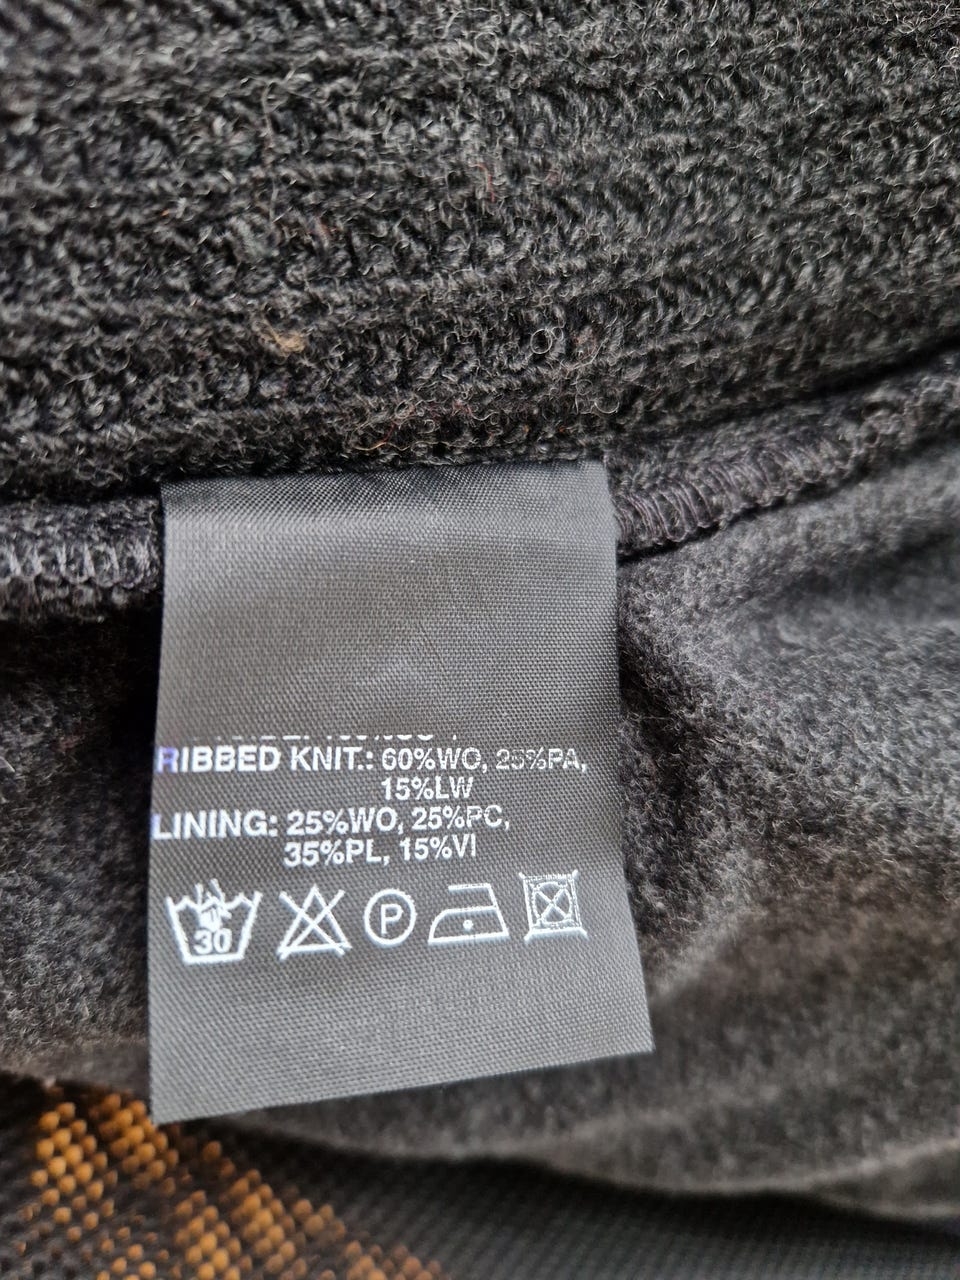 RIBBED KNIT.: 60%WO, 25%PA,
15%LW
LINING: 25%WO, 25%PC,
35%PL, 15%VI
30 P